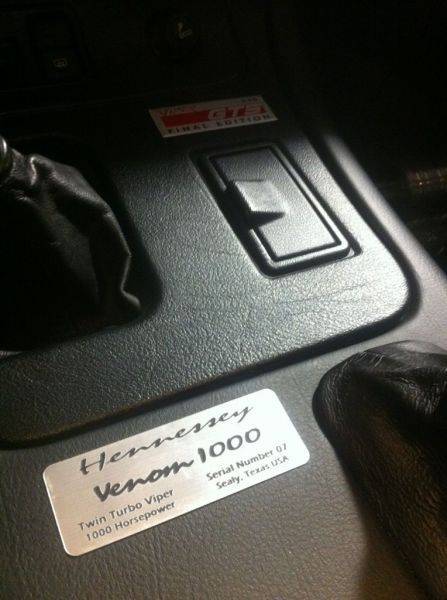 GTS
FINAL EDITION
Hennessey
Venom 1000
Twin Turbo Viper
1000 Horsepower
Serial Number 07
Sealy, Texas USA